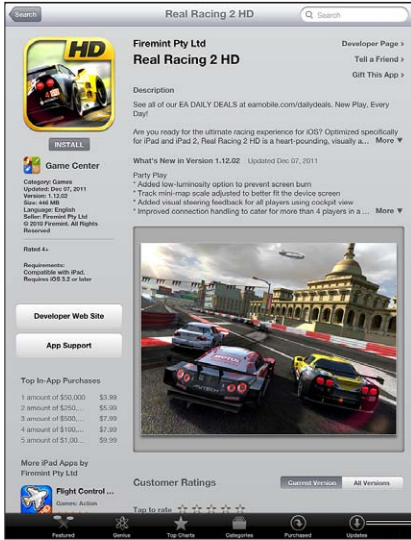 Search
Real Racing 2 HD
Search
HD
INSTALL
Game Center
Category: Games
Updated: Dec 07, 2011
Version: 1.12.02
Size: 446 MB
Language: English
Seller: Firemint Pty Ltd
© 2010 Firemint. All Rights
Reserved
Rated 4+
Requirements:
Compatible with iPad.
Requires iOS 3.2 or later
Developer Web Site
App Support
Top In-App Purchases
1 amount of $50,000 $3.99
2 amount of $250,... $5.99
3 amount of $500,... $7.99
4 amount of $100,... $7.99
5 amount of $1,00... $9.99
More iPad Apps by
Firemint Pty Ltd
Flight Control ...
Games: Action
Firemint Pty Ltd
Real Racing 2 HD
Developer Page ›
Tell a Friend ›
Gift This App ›
Description
See all of our EA DAILY DEALS at eamobile.com/dailydeals. New Play, Every
Day!
Are you ready for the ultimate racing experience for iOS? Optimized specifically
for iPad and iPad 2, Real Racing 2 HD is a heart-pounding, visually a... More ▼
What's New in Version 1.12.02 Updated Dec 07, 2011
Party Play
* Added low-luminosity option to prevent screen burn
* Track mini-map scale adjusted to better fit the device screen
* Added visual steering feedback for all players using cockpit view
* Improved connection handling to cater for more than 4 players in a ... More ▼
Customer Ratings
Current Version
All Versions
Tap to rate
Featured
Genius
Top Charts
Categories
Purchased
Updates